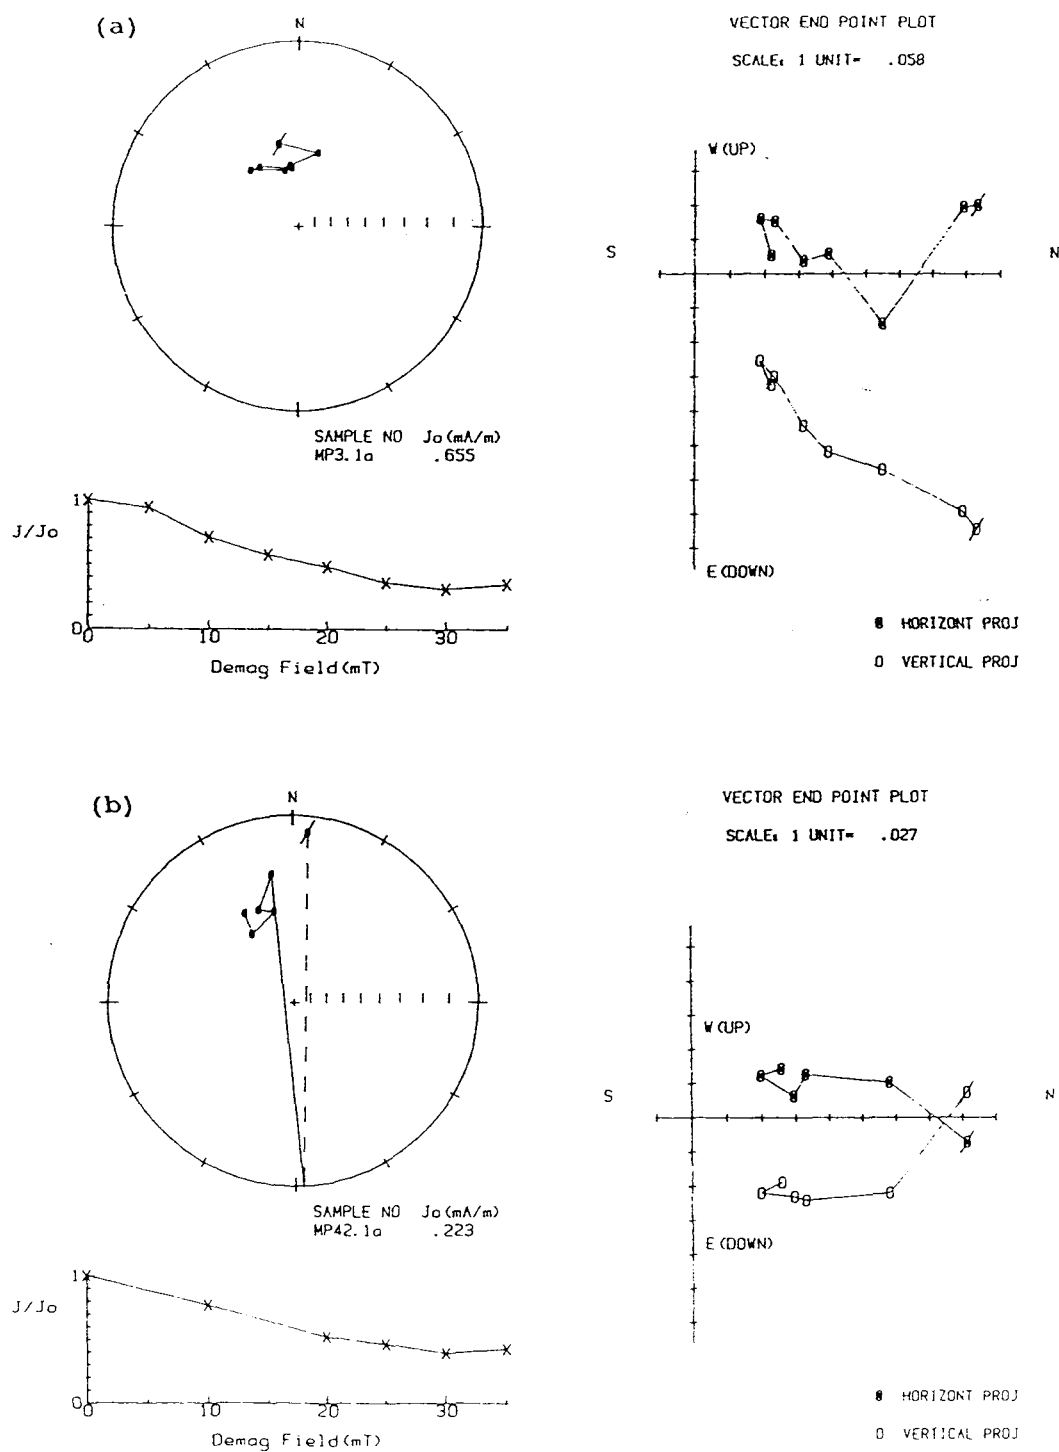 (a)
N
VECTOR END POINT PLOT
SCALE: 1 UNIT= .058
W(UP)
S
N
SAMPLE NO Jo(mA/m)
MP3.1a .655
1
J/Jo
0
0 10 20 30
Demag Field(mT)
E(DOWN)
HORIZONT PROJ
VERTICAL PROJ
(b)
N
VECTOR END POINT PLOT
SCALE: 1 UNIT= .027
W(UP)
S
N
SAMPLE NO Jo(mA/m)
MP42.1a .223
E(DOWN)
1
J/Jo
0
0 10 20 30
Demag Field(mT)
HORIZONT PROJ
VERTICAL PROJ